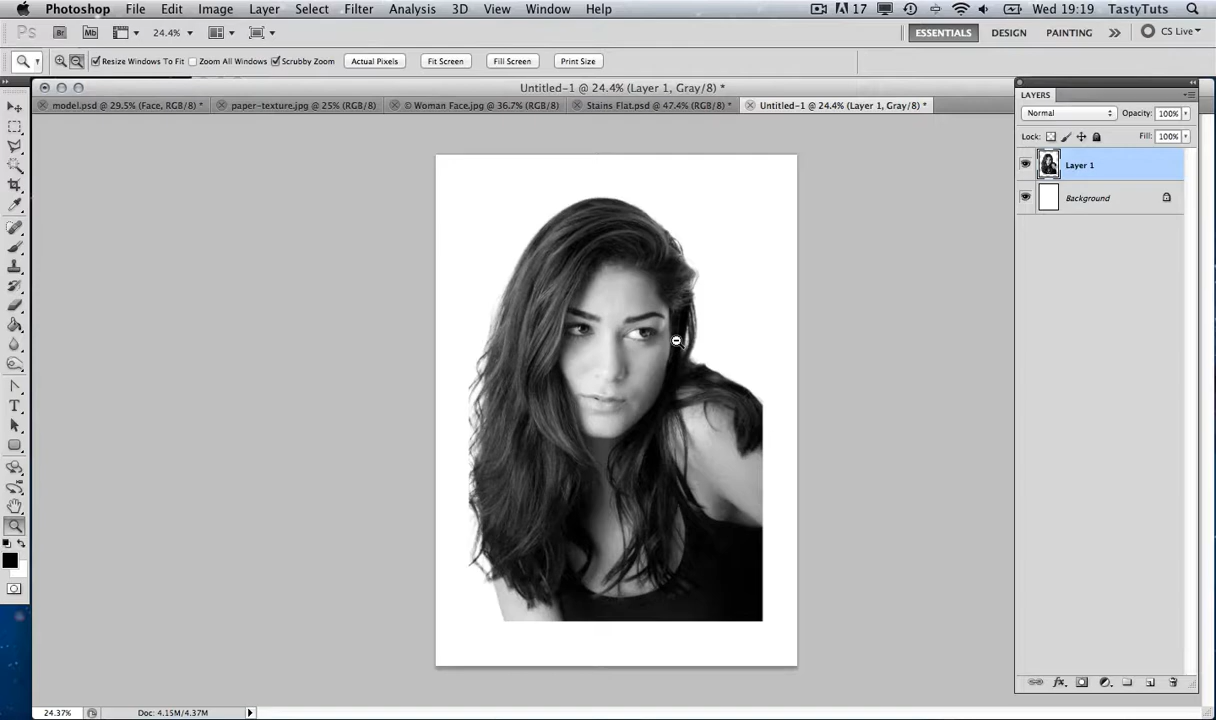 Photoshop File Edit Image Layer Select Filter Analysis 3D View Window Help 17 Wed 19:19 TastyTuts
Ps Br Mb 24.4% ESSENTIALS DESIGN PAINTING CS Live
Resize Windows To Fit Zoom All Windows Scrubby Zoom Actual Pixels Fit Screen Fill Screen Print Size
Untitled-1 @ 24.4% (Layer 1, Gray/8) *
model.psd @ 29.5% (Face, RGB/8) * paper-texture.jpg @ 25% (RGB/8) © Woman Face.jpg @ 36.7% (RGB/8) Stains Flat.psd @ 47.4% (RGB/8) * Untitled-1 @ 24.4% (Layer 1, Gray/8) *
LAYERS
Normal Opacity: 100%
Lock: Fill: 100%
Layer 1
Background
fx
24.37% Doc: 4.15M/4.37M